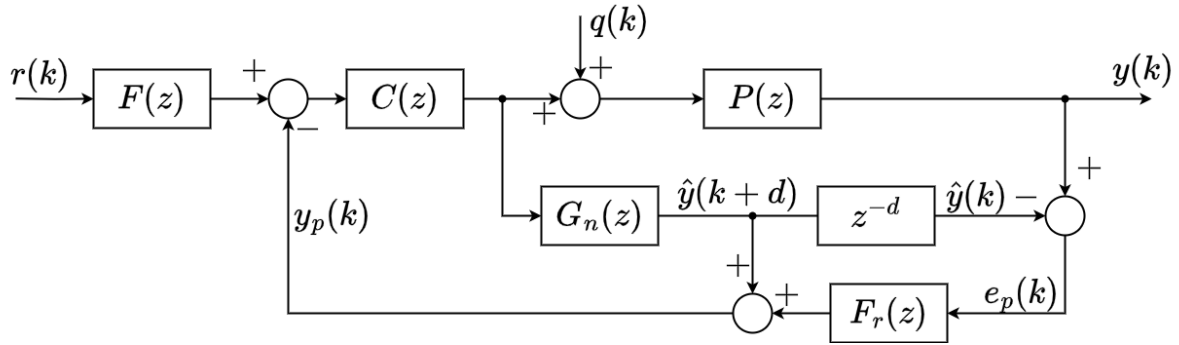 q(k)
r(k) F(z) + − C(z) + + P(z) y(k)
+
y_p(k) G_n(z) ŷ(k + d) z^{−d} ŷ(k) −
+ + F_r(z) e_p(k)